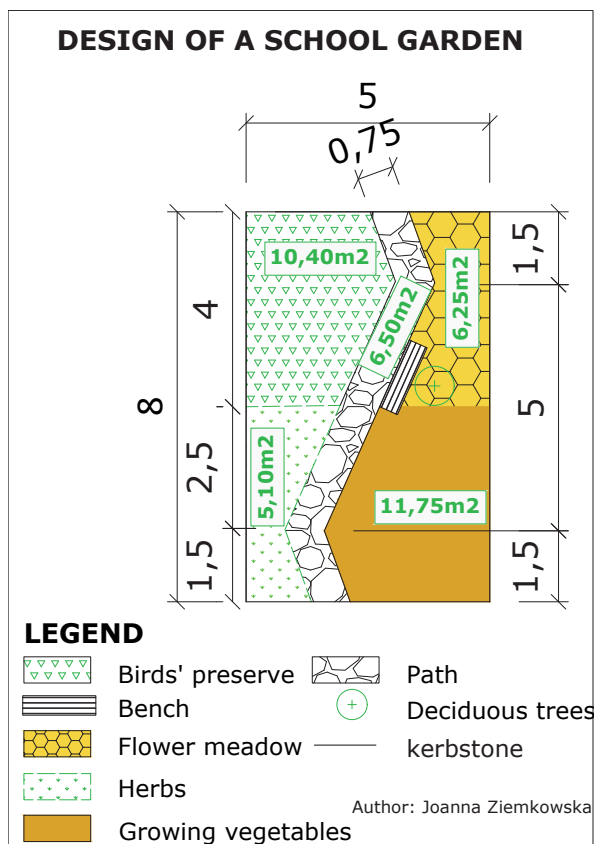 DESIGN OF A SCHOOL GARDEN
5
0,75
10,40m2
6,50m2
6,25m2
1,5
4
8
5
2,5
5,10m2
11,75m2
1,5
1,5
LEGEND
Birds' preserve
Path
Bench
Deciduous trees
Flower meadow
kerbstone
Herbs
Author: Joanna Ziemkowska
Growing vegetables